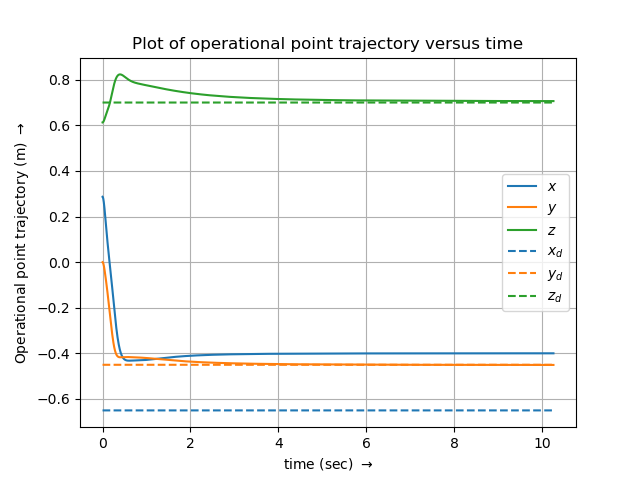 Plot of operational point trajectory versus time
Operational point trajectory (m) →
0.8
0.6
0.4
0.2
0.0
−0.2
−0.4
−0.6
x
y
z
x_d
y_d
z_d
0 2 4 6 8 10
time (sec) →